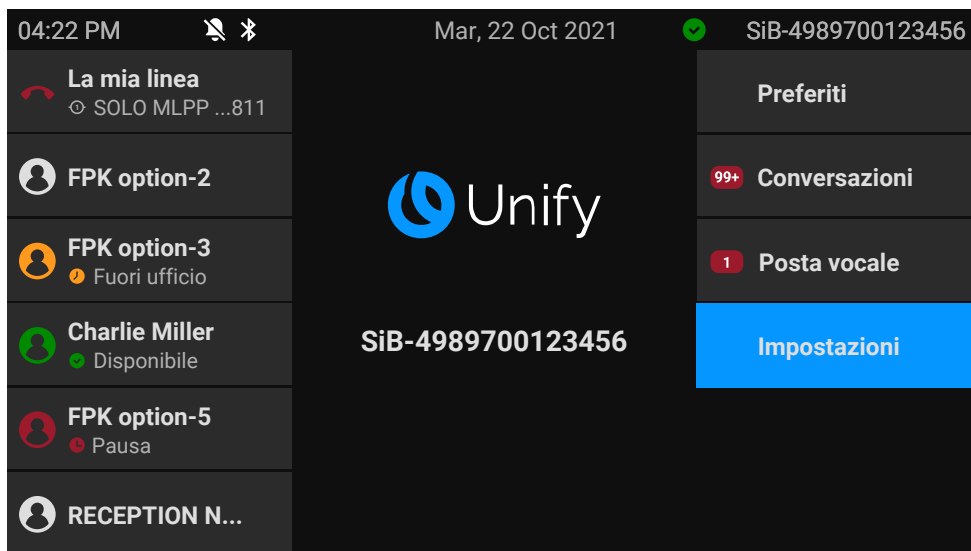 04:22 PM
Mar, 22 Oct 2021
SiB-4989700123456
La mia linea
SOLO MLPP ...811
FPK option-2
FPK option-3
Fuori ufficio
Charlie Miller
Disponibile
FPK option-5
Pausa
RECEPTION N...
Unify
SiB-4989700123456
Preferiti
99+ Conversazioni
1 Posta vocale
Impostazioni